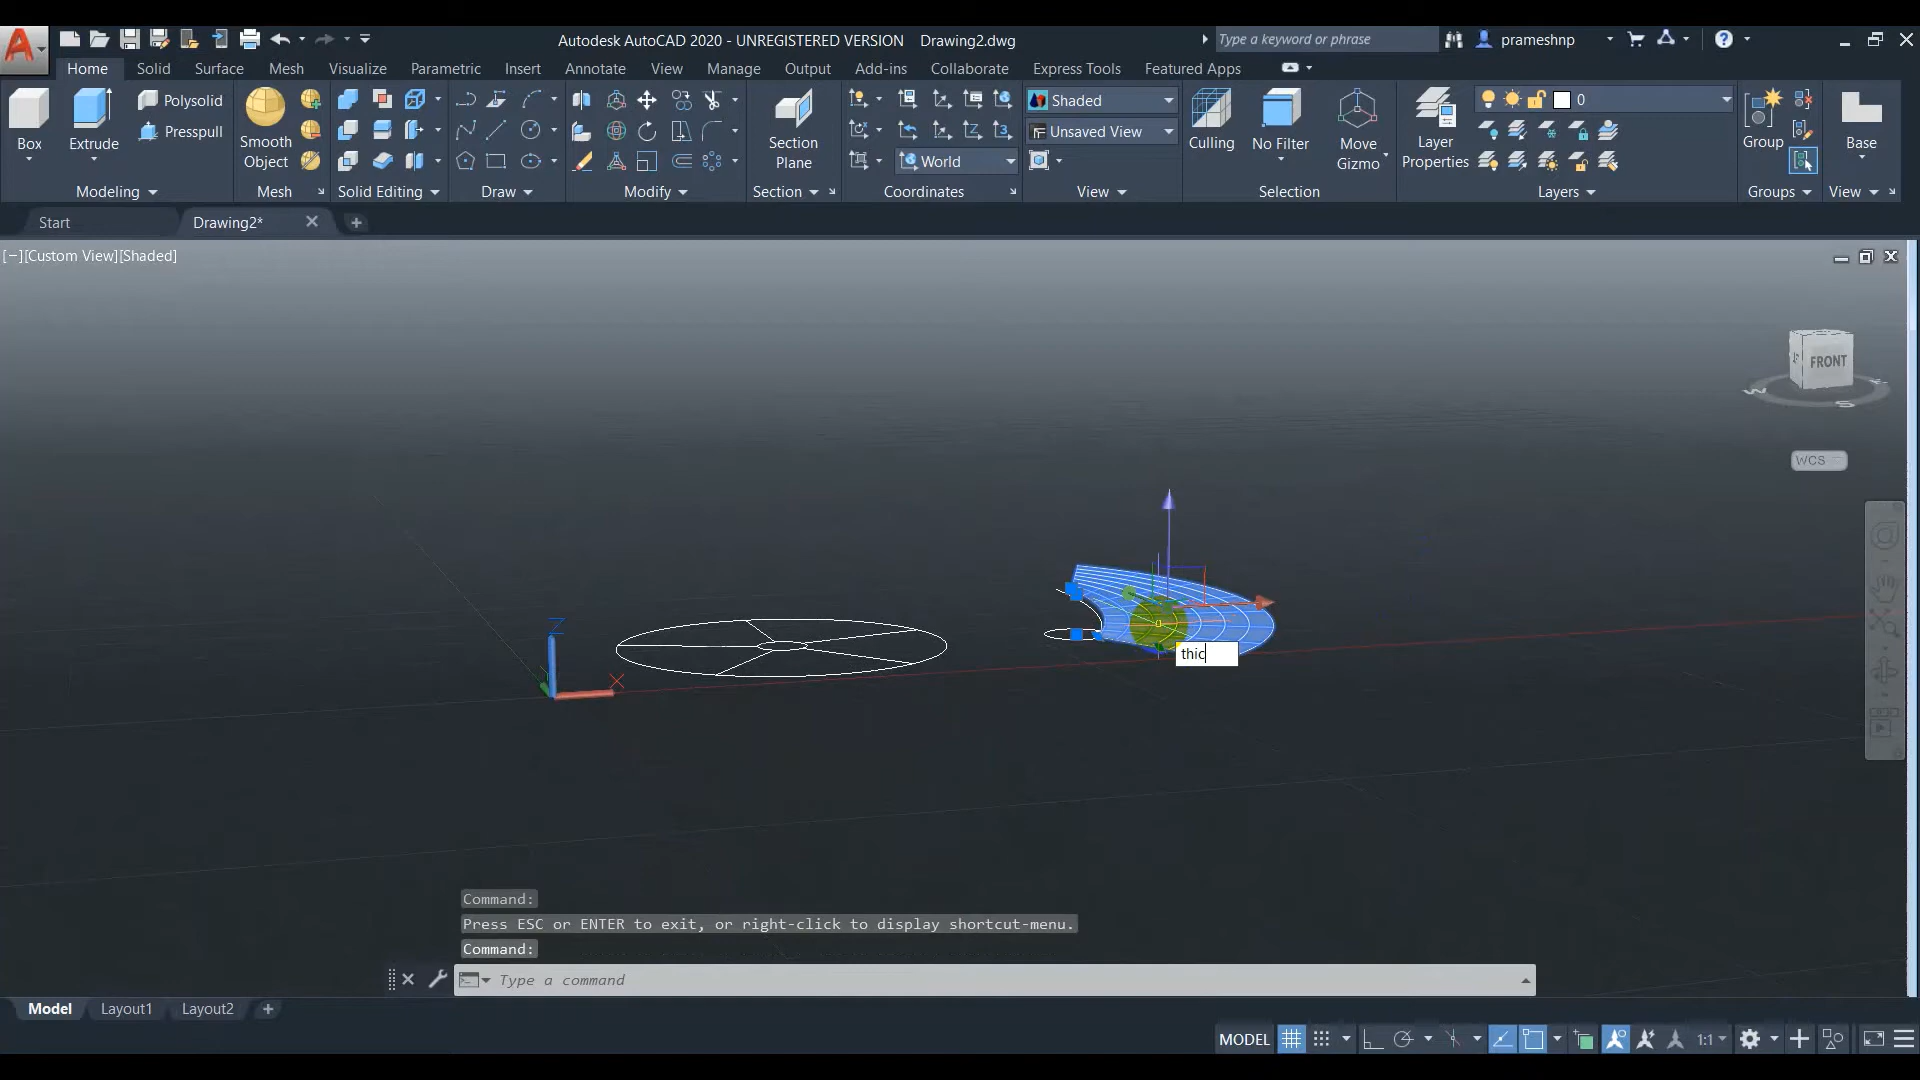 Autodesk AutoCAD 2020 - UNREGISTERED VERSION Drawing2.dwg
Type a keyword or phrase
prameshnp
Home Solid Surface Mesh Visualize Parametric Insert Annotate View Manage Output Add-ins Collaborate Express Tools Featured Apps
Box
Extrude
Polysolid
Presspull
Smooth
Object
Section
Plane
Shaded
Unsaved View
World
Culling
No Filter
Move
Gizmo
Layer
Properties
0
Group
Base
Modeling Mesh Solid Editing Draw Modify Section Coordinates View Selection Layers Groups View
Start
Drawing2*
[−][Custom View][Shaded]
FRONT
W
S
WCS
Z
X
thic
Command:
Press ESC or ENTER to exit, or right-click to display shortcut-menu.
Command:
Type a command
Model Layout1 Layout2
MODEL
1:1